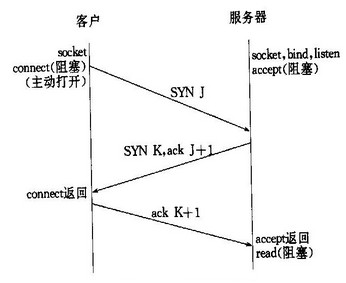 客户
服务器
socket
connect(阻塞)
(主动打开)
socket,bind,listen
accept(阻塞)
SYN J
SYN K,ack J+1
connect返回
ack K+1
accept返回
read(阻塞)